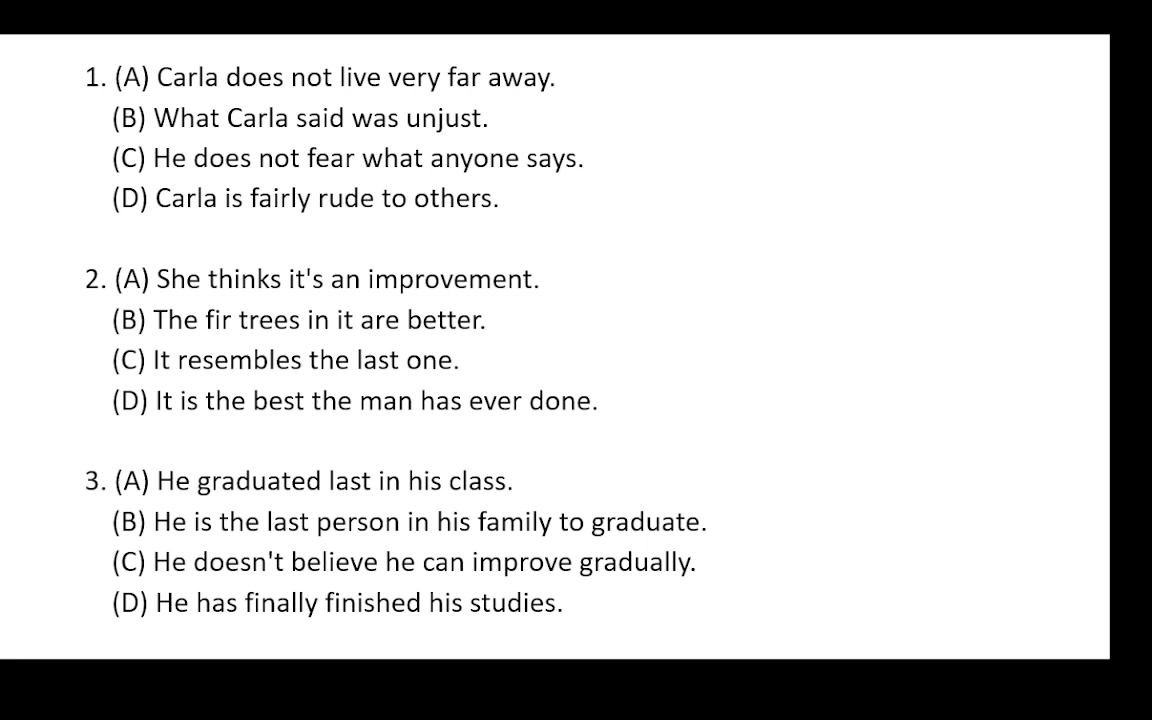 1. (A) Carla does not live very far away.
(B) What Carla said was unjust.
(C) He does not fear what anyone says.
(D) Carla is fairly rude to others.
2. (A) She thinks it's an improvement.
(B) The fir trees in it are better.
(C) It resembles the last one.
(D) It is the best the man has ever done.
3. (A) He graduated last in his class.
(B) He is the last person in his family to graduate.
(C) He doesn't believe he can improve gradually.
(D) He has finally finished his studies.